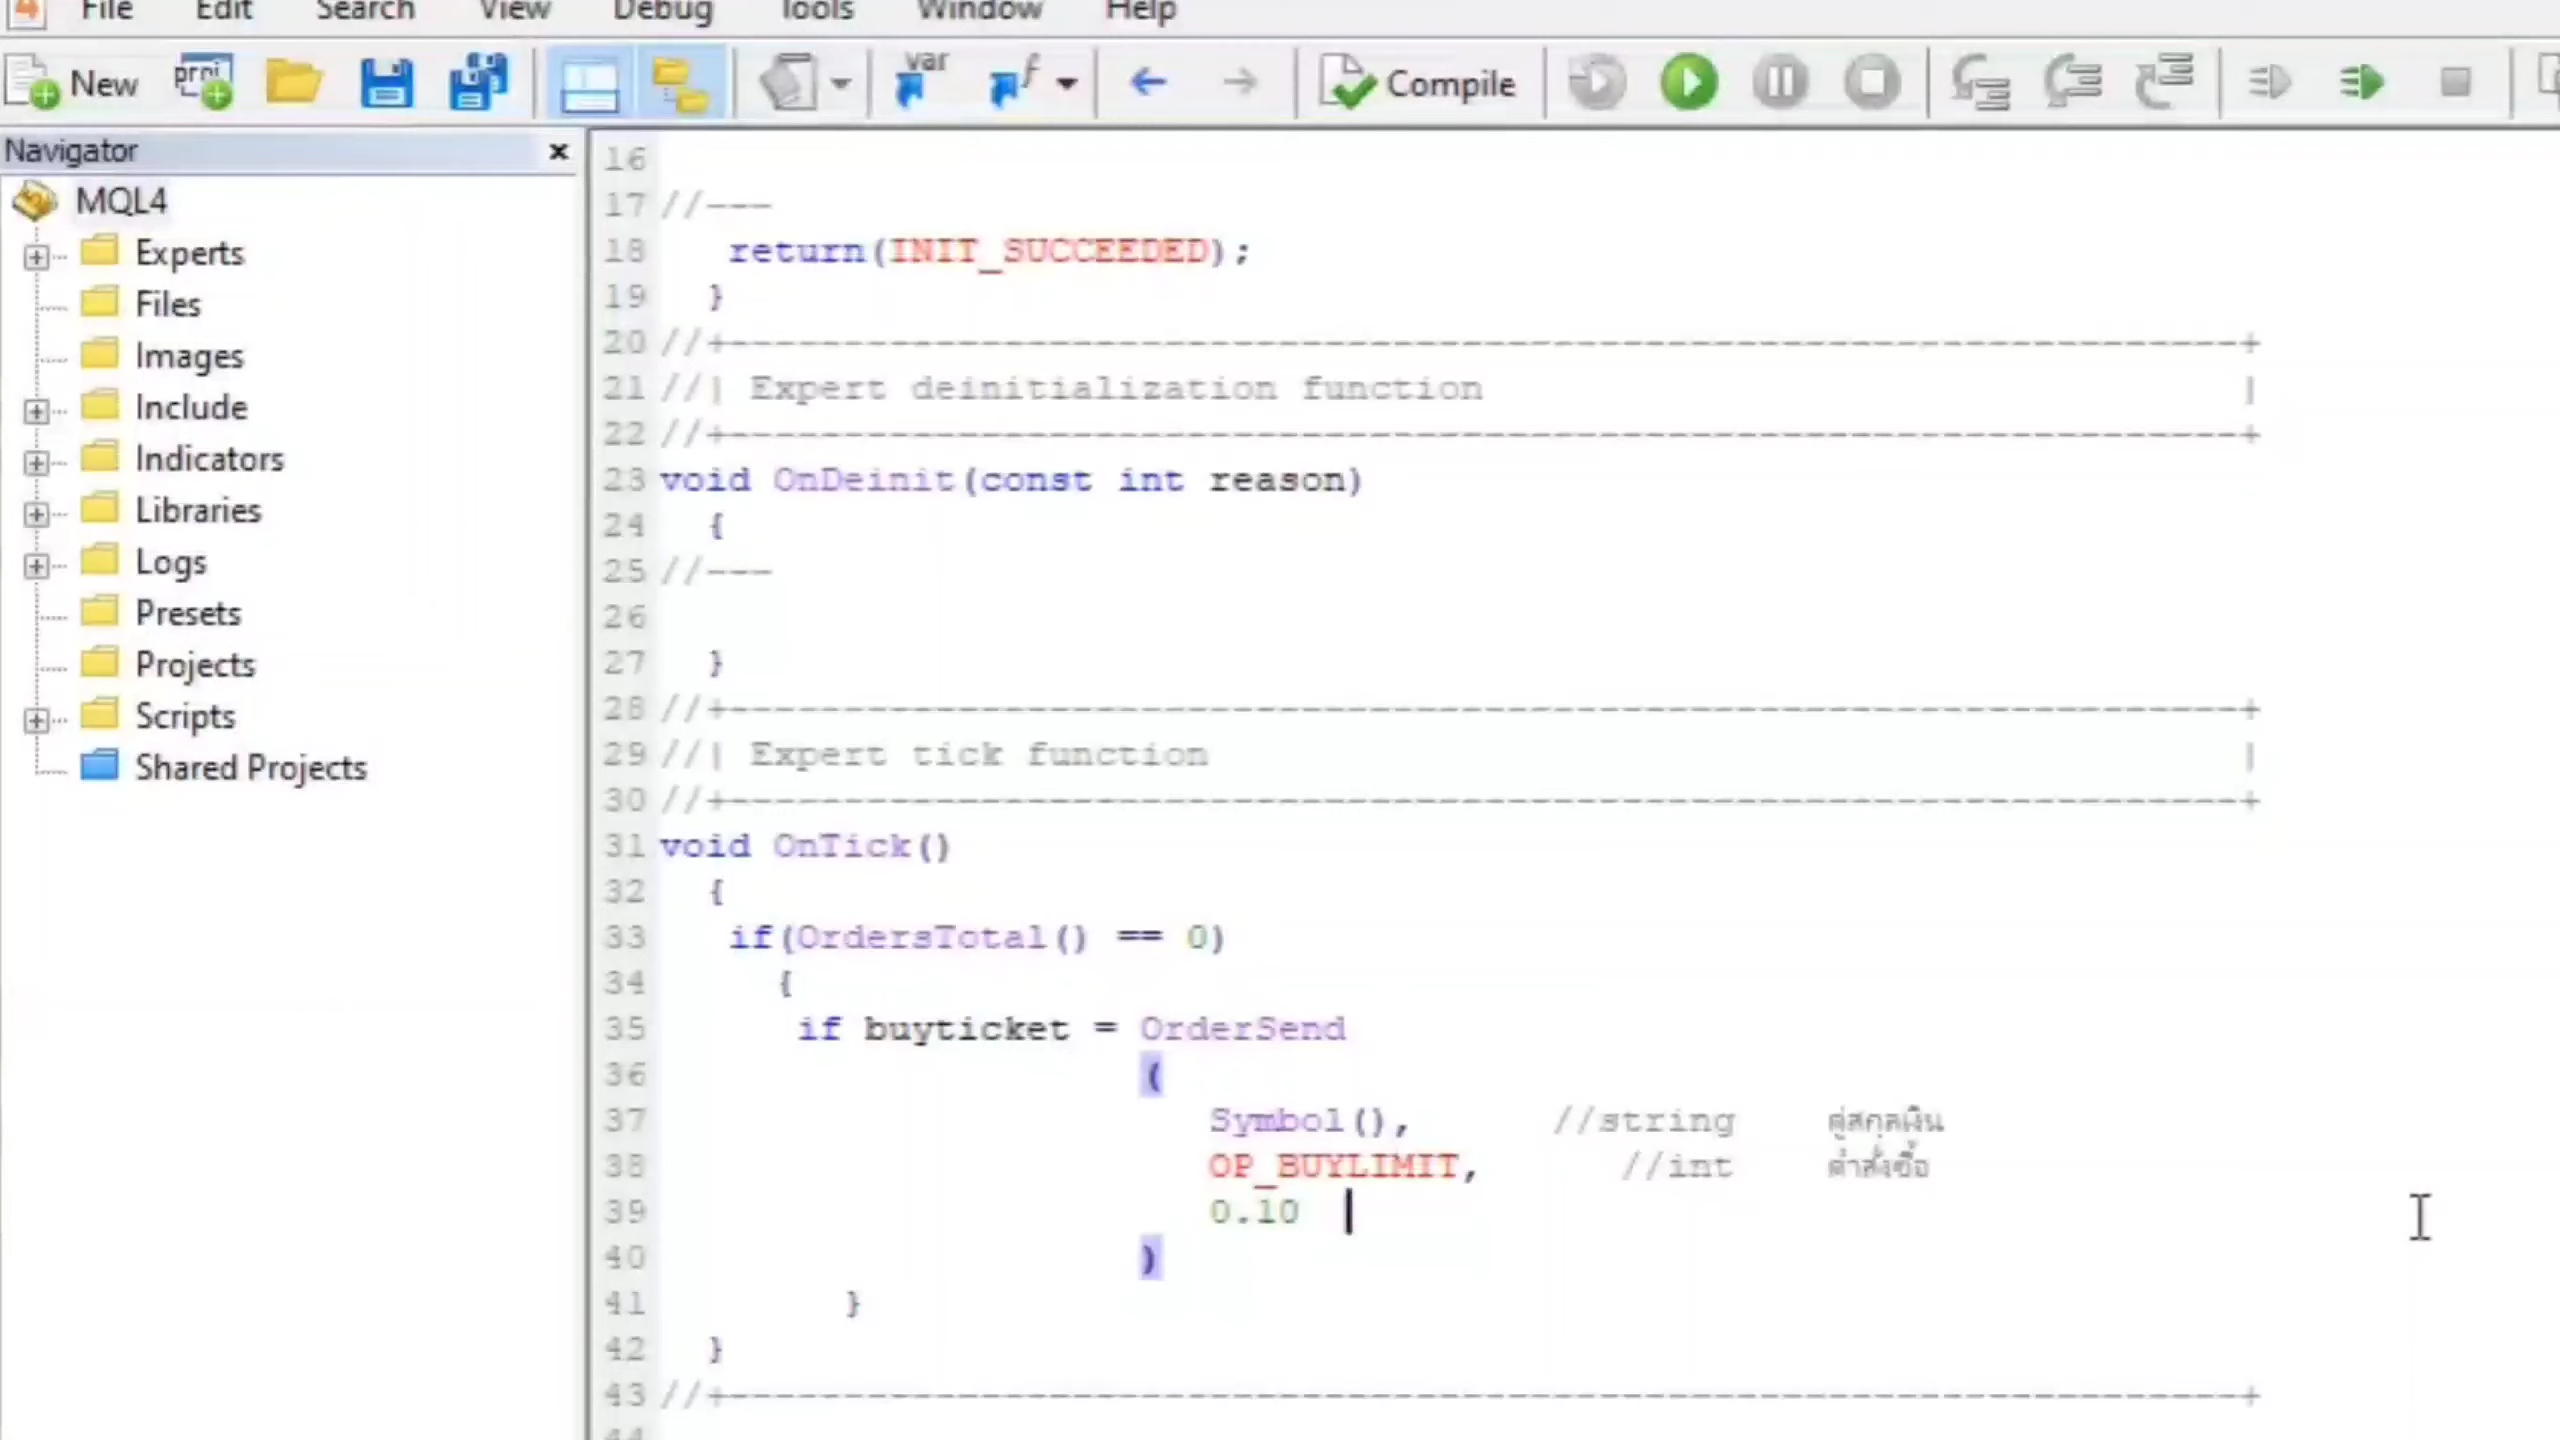 File Edit Search View Debug Tools Window Help
New proj var f Compile
Navigator ×
MQL4
Experts
Files
Images
Include
Indicators
Libraries
Logs
Presets
Projects
Scripts
Shared Projects
16
17 //---
18 return(INIT_SUCCEEDED);
19 }
20 //+------------------------------------------------------------------+
21 //| Expert deinitialization function |
22 //+------------------------------------------------------------------+
23 void OnDeinit(const int reason)
24 {
25 //---
26
27 }
28 //+------------------------------------------------------------------+
29 //| Expert tick function |
30 //+------------------------------------------------------------------+
31 void OnTick()
32 {
33 if(OrdersTotal() == 0)
34 {
35 if buyticket = OrderSend
36 (
37 Symbol(), //string คู่สกุลเงิน
38 OP_BUYLIMIT, //int คำสั่งซื้อ
39 0.10
40 )
41 }
42 }
43 //+------------------------------------------------------------------+
44